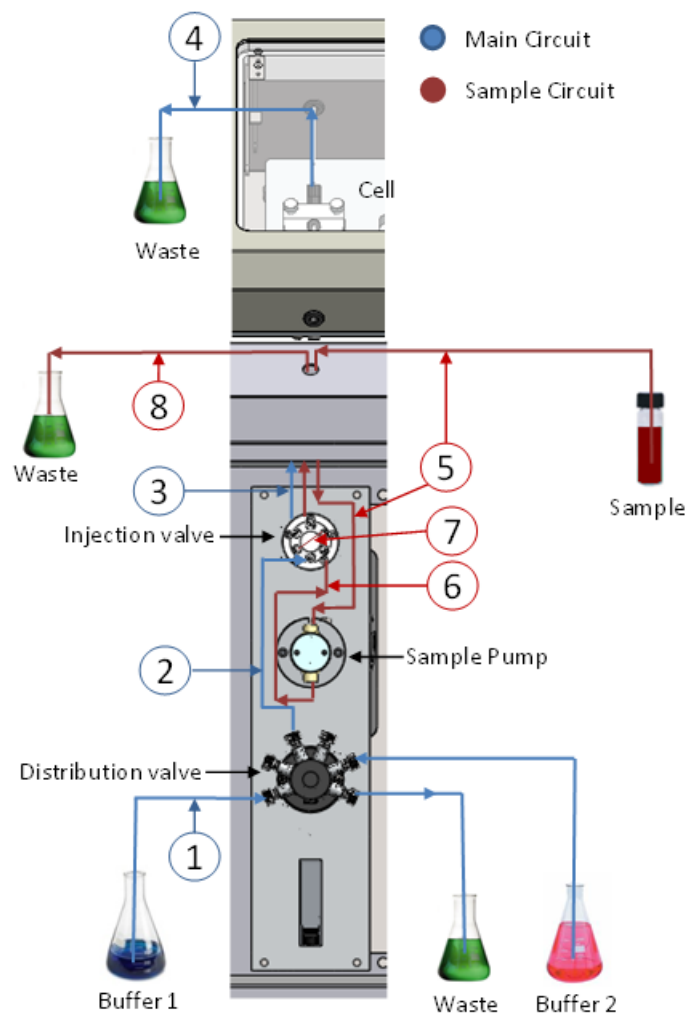 4
Main Circuit
Sample Circuit
Cell
Waste
8
5
Waste
3
Sample
Injection valve
7
6
2
Sample Pump
Distribution valve
1
Buffer 1
Waste
Buffer 2